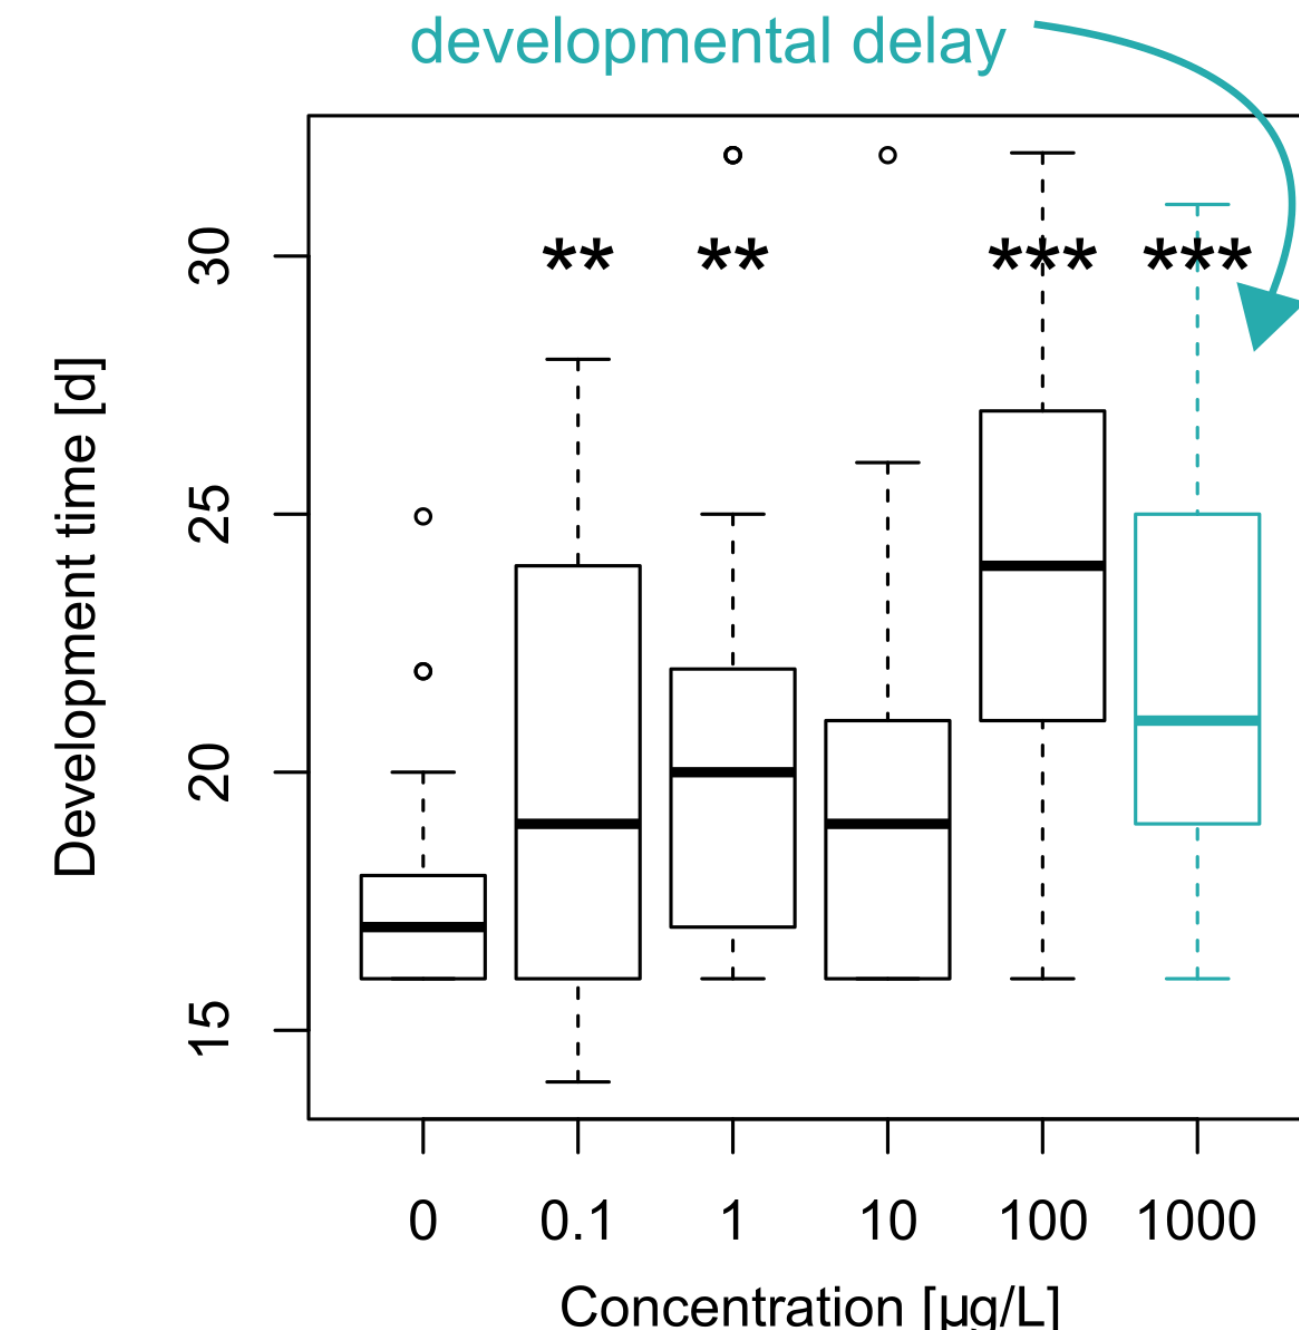 developmental delay
** ** *** ***
30
25
20
15
Development time [d]
0 0.1 1 10 100 1000
Concentration [µg/L]